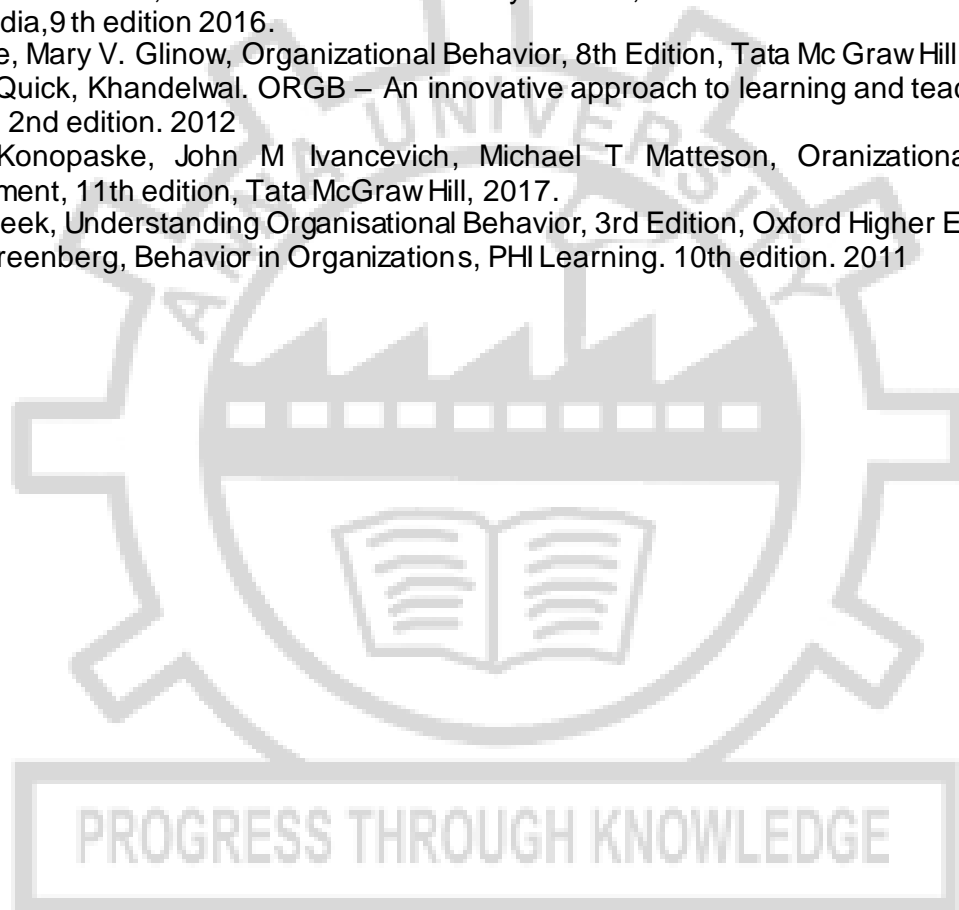 dia,9 th edition 2016.
e, Mary V. Glinow, Organizational Behavior, 8th Edition, Tata Mc Graw Hill
Quick, Khandelwal. ORGB – An innovative approach to learning and teac
2nd edition. 2012
Konopaske, John M Ivancevich, Michael T Matteson, Oranizationa
ment, 11th edition, Tata McGraw Hill, 2017.
eek, Understanding Organisational Behavior, 3rd Edition, Oxford Higher E
reenberg, Behavior in Organizations, PHI Learning. 10th edition. 2011
ANNA UNIVERSITY
PROGRESS THROUGH KNOWLEDGE